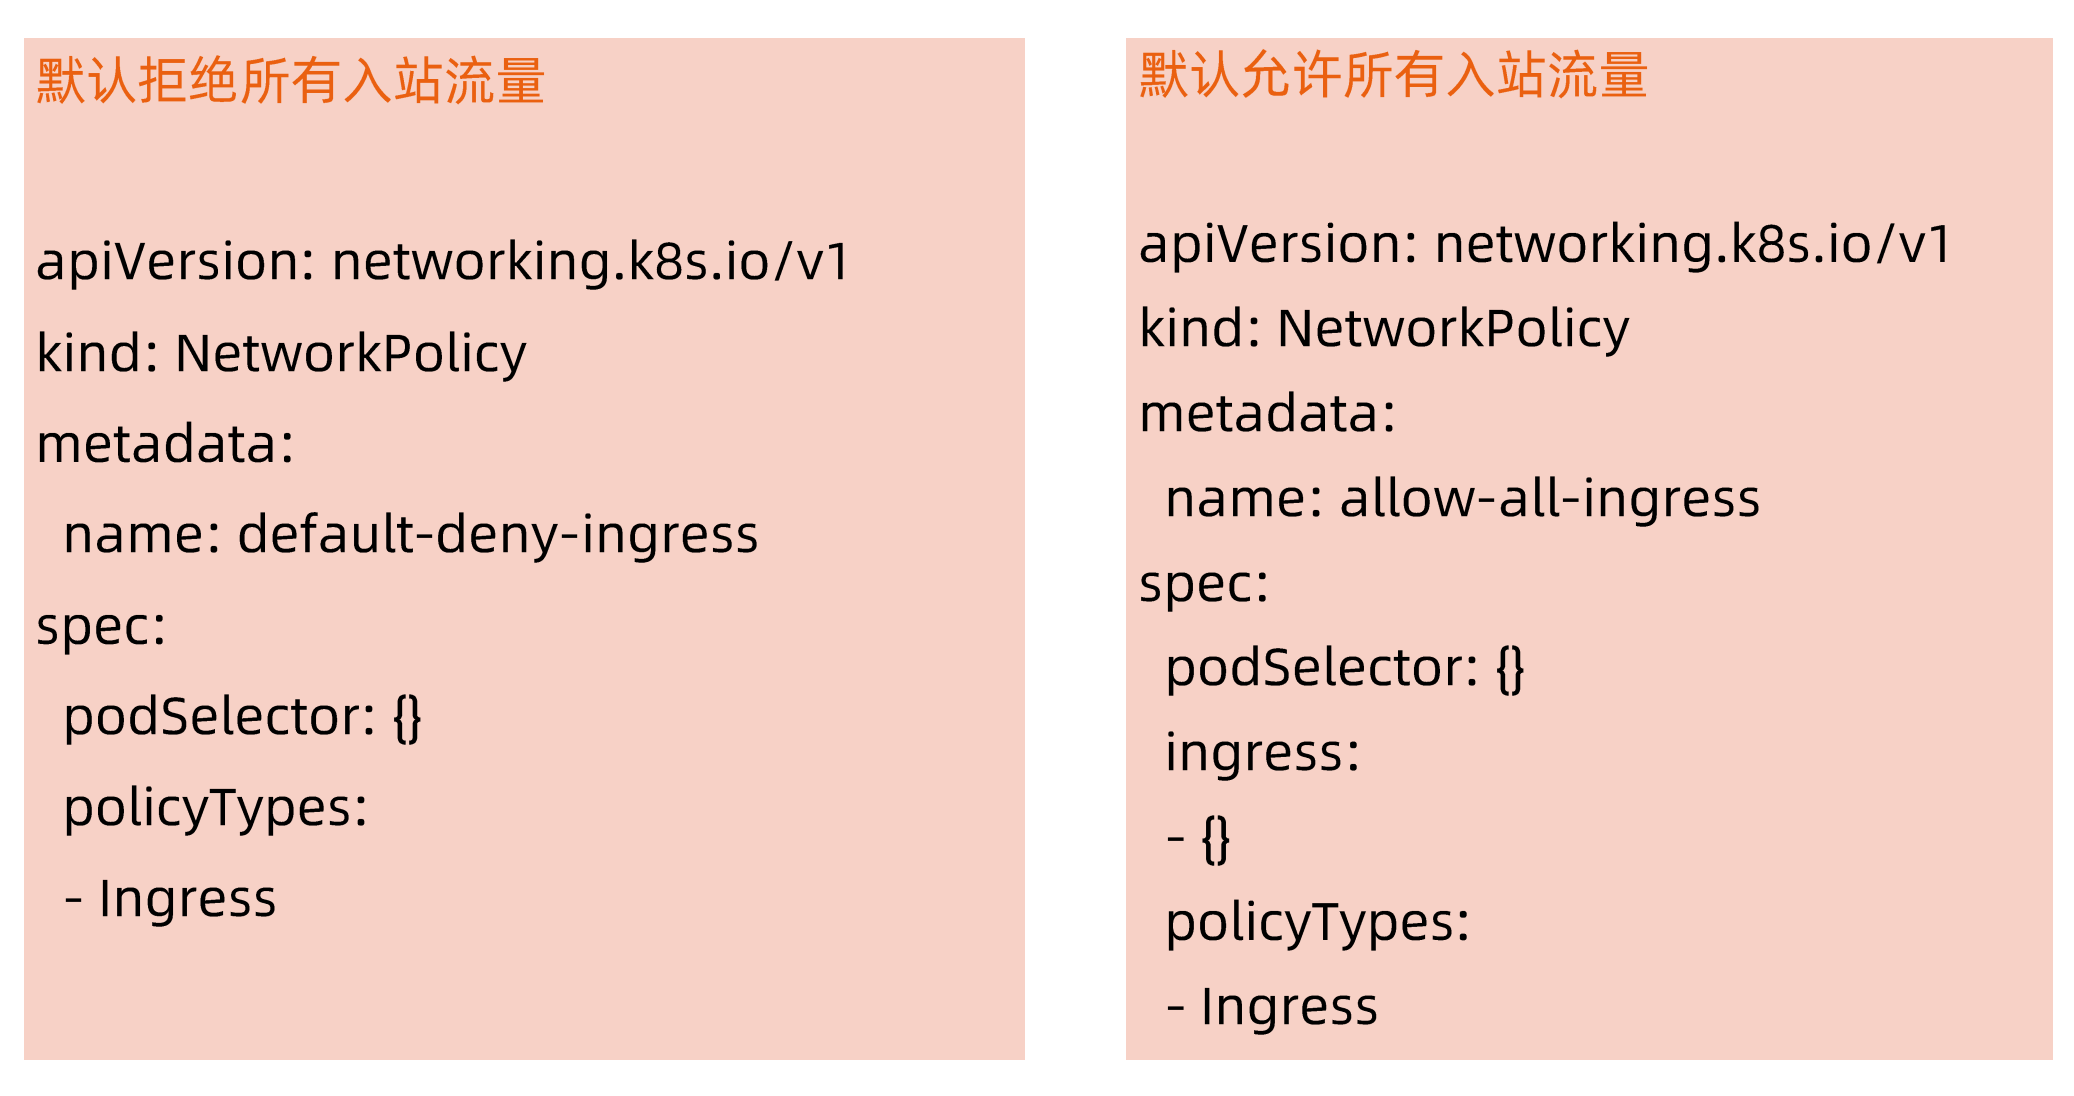 默认拒绝所有入站流量
apiVersion: networking.k8s.io/v1
kind: NetworkPolicy
metadata:
  name: default-deny-ingress
spec:
  podSelector: {}
  policyTypes:
  - Ingress
默认允许所有入站流量
apiVersion: networking.k8s.io/v1
kind: NetworkPolicy
metadata:
  name: allow-all-ingress
spec:
  podSelector: {}
  ingress:
  - {}
  policyTypes:
  - Ingress